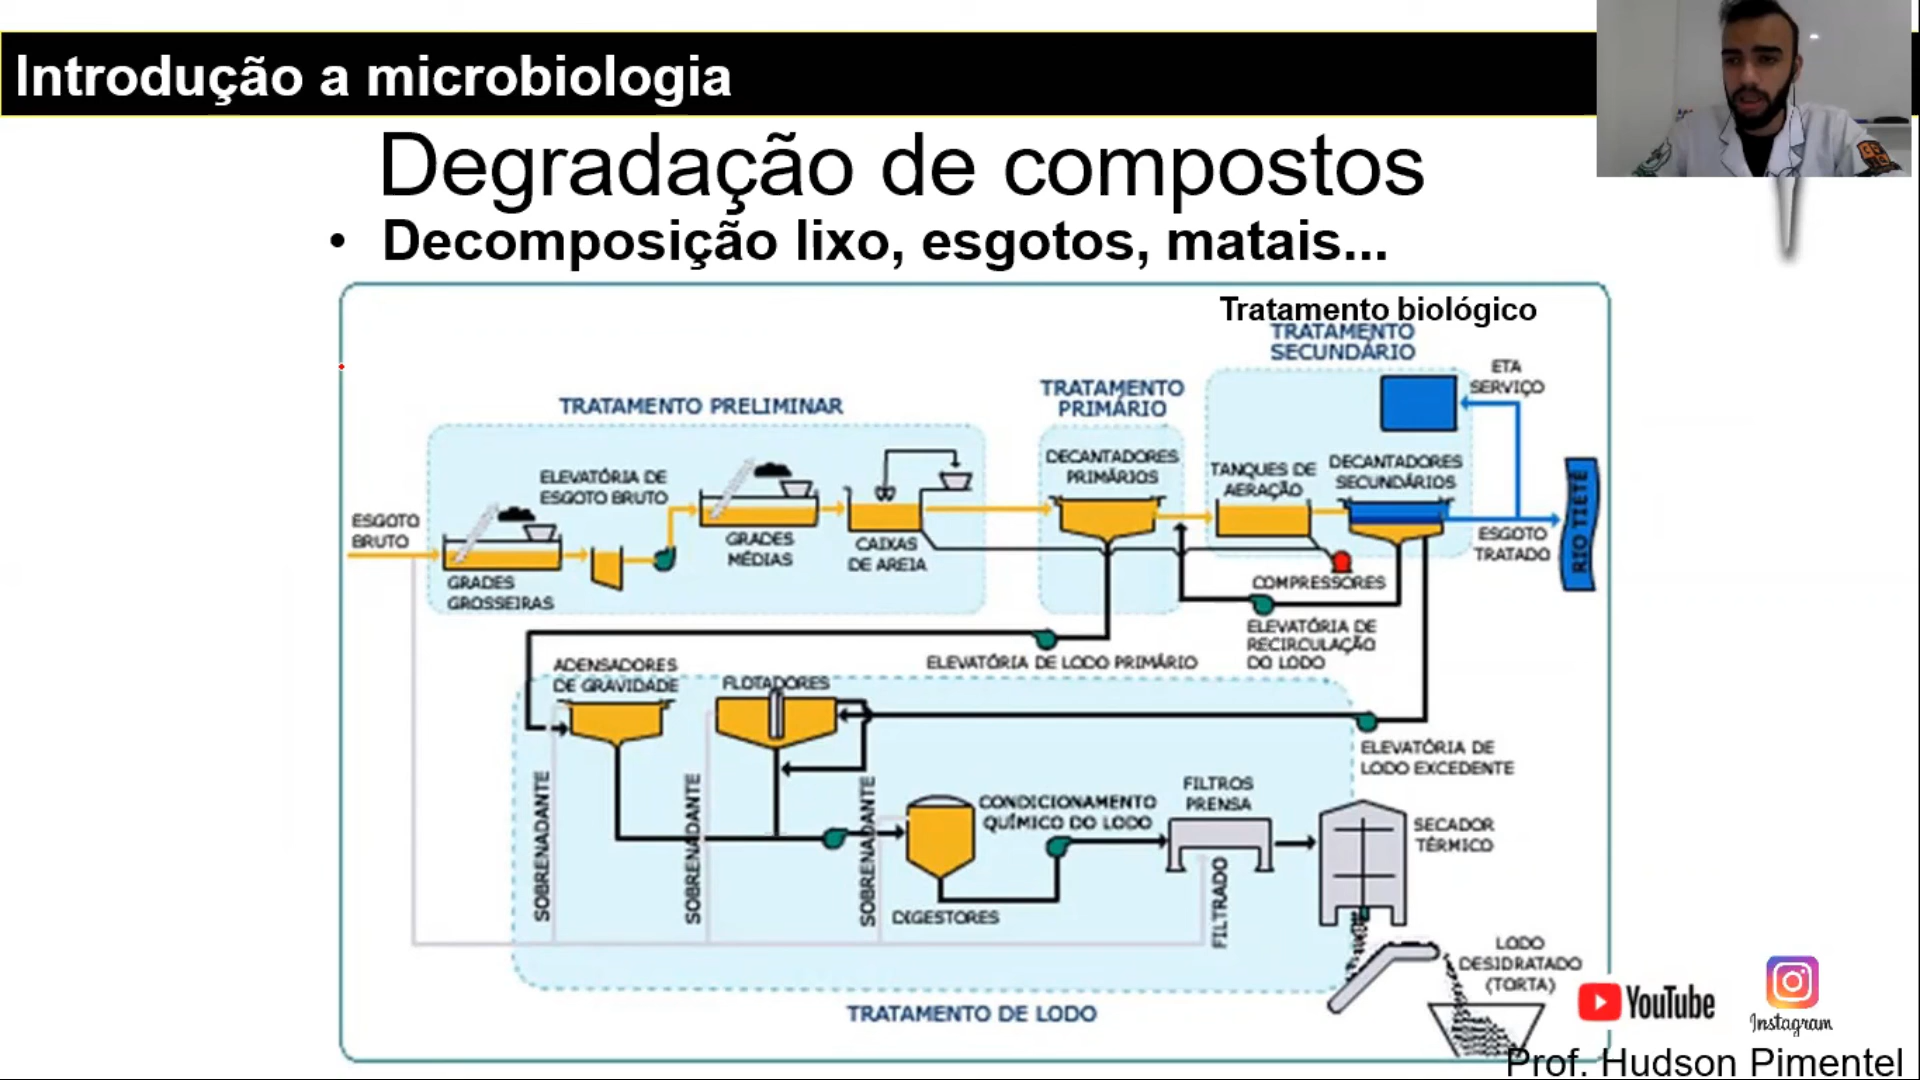 Introdução a microbiologia
Degradação de compostos
• Decomposição lixo, esgotos, matais...
Tratamento biológico
TRATAMENTO
SECUNDÁRIO
ETA
SERVIÇO
TRATAMENTO
PRIMÁRIO
TRATAMENTO PRELIMINAR
DECANTADORES
PRIMÁRIOS
TANQUES DE
AERAÇÃO
DECANTADORES
SECUNDÁRIOS
ELEVATÓRIA DE
ESGOTO BRUTO
ESGOTO
BRUTO
GRADES
MÉDIAS
CAIXAS
DE AREIA
ESGOTO
TRATADO
RIO TIETÊ
GRADES
GROSSEIRAS
COMPRESSORES
ELEVATÓRIA DE
RECIRCULAÇÃO
DO LODO
ELEVATÓRIA DE LODO PRIMÁRIO
ADENSADORES
DE GRAVIDADE
FLOTADORES
ELEVATÓRIA DE
LODO EXCEDENTE
SOBRENADANTE
SOBRENADANTE
SOBRENADANTE
CONDICIONAMENTO
QUÍMICO DO LODO
FILTROS
PRENSA
SECADOR
TÉRMICO
DIGESTORES
FILTRADO
LODO
DESIDRATADO
(TORTA)
TRATAMENTO DE LODO
YouTube
Instagram
Prof. Hudson Pimentel